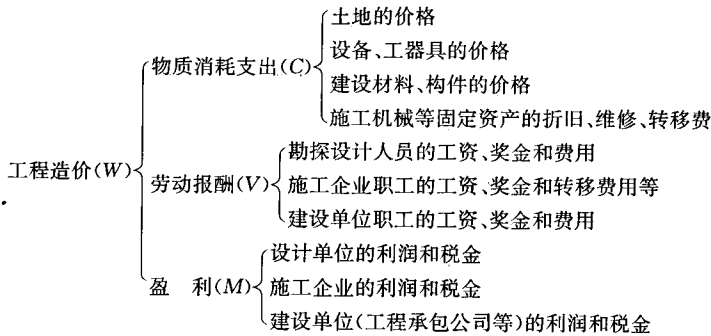 土地的价格
设备、工器具的价格
物质消耗支出(C)
建设材料、构件的价格
施工机械等固定资产的折旧、维修、转移费
勘探设计人员的工资、奖金和费用
工程造价(W)
劳动报酬(V)
施工企业职工的工资、奖金和转移费用等
建设单位职工的工资、奖金和费用
设计单位的利润和税金
盈 利(M)
施工企业的利润和税金
建设单位(工程承包公司等)的利润和税金